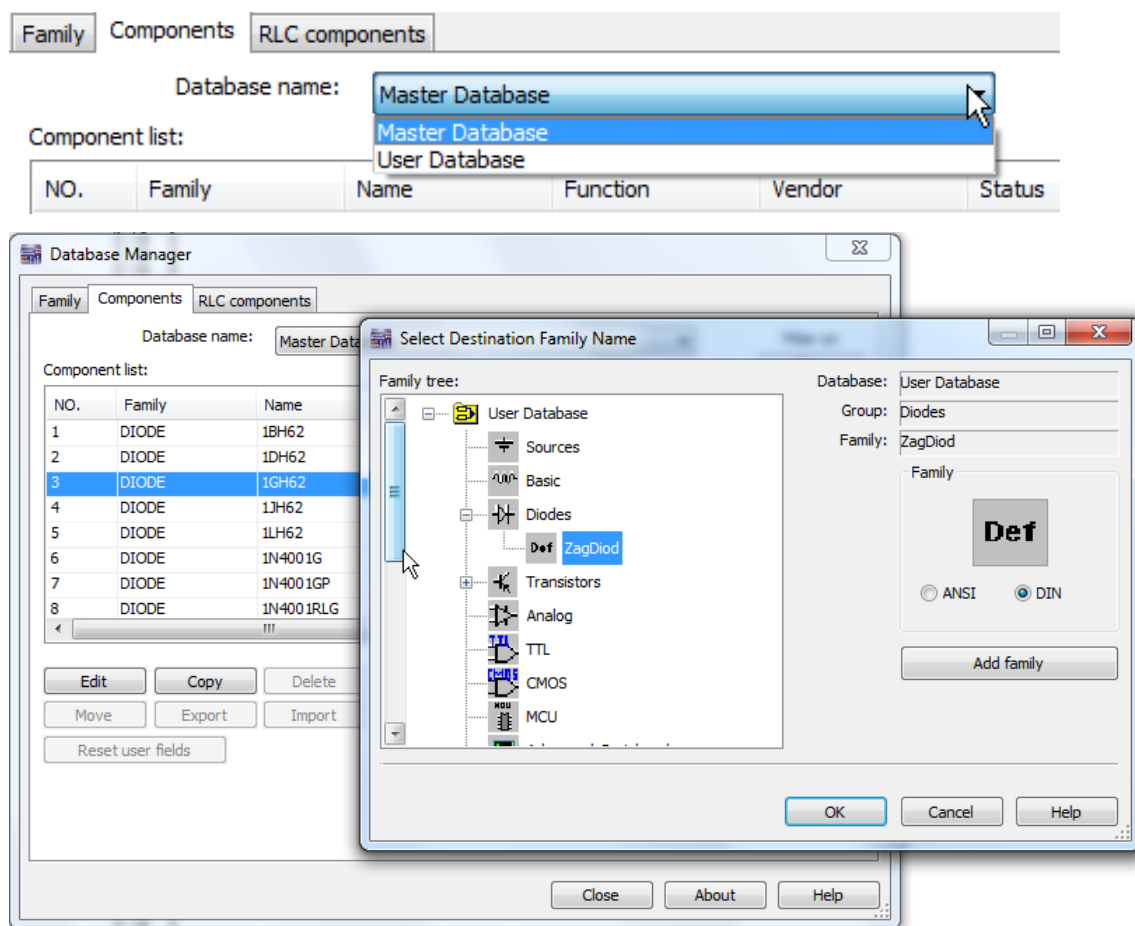 Family Components RLC components
Database name: Master Database
Master Database
User Database
Component list:
NO. Family Name Function Vendor Status
Database Manager
Family Components RLC components
Database name: Master Data
Component list:
NO. Family Name
1 DIODE 1BH62
2 DIODE 1DH62
3 DIODE 1GH62
4 DIODE 1JH62
5 DIODE 1LH62
6 DIODE 1N4001G
7 DIODE 1N4001GP
8 DIODE 1N4001RLG
Edit Copy Delete
Move Export Import
Reset user fields
Close About Help
Select Destination Family Name
Family tree:
User Database
Sources
Basic
Diodes
Def ZagDiod
Transistors
Analog
TTL TTL
CMOS CMOS
MCU MCU
Database: User Database
Group: Diodes
Family: ZagDiod
Family
Def
ANSI DIN
Add family
OK Cancel Help